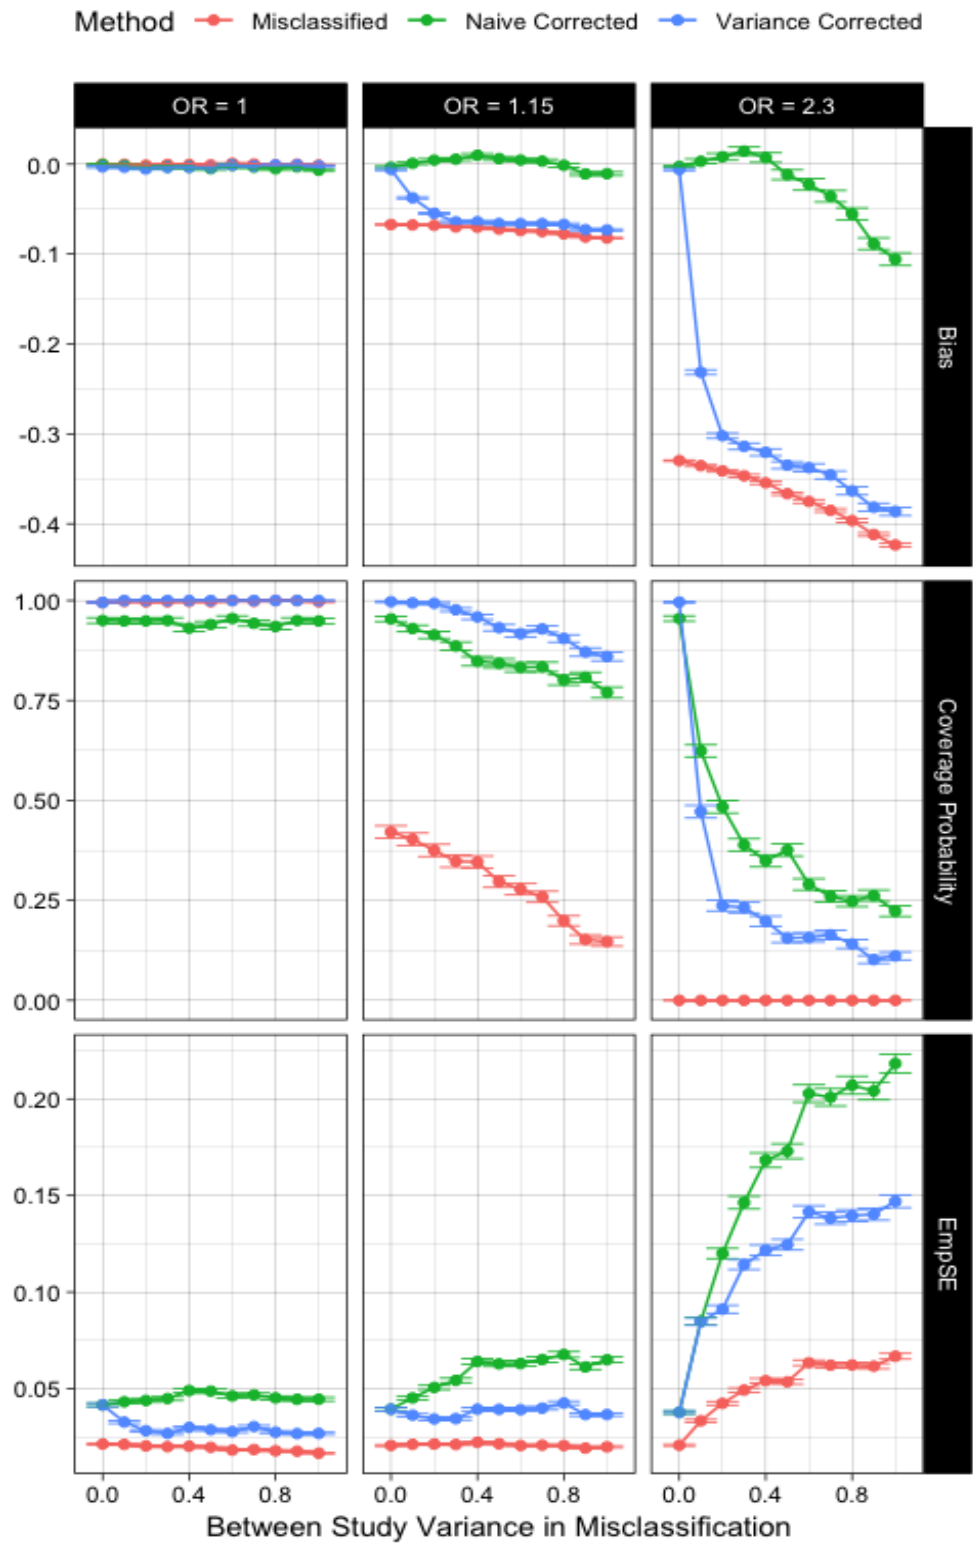 Method Misclassified Naive Corrected Variance Corrected
OR = 1 OR = 1.15 OR = 2.3
0.0
-0.1
-0.2
-0.3
-0.4
Bias
1.00
0.75
0.50
0.25
0.00
Coverage Probability
0.20
0.15
0.10
0.05
EmpSE
0.0 0.4 0.8 0.0 0.4 0.8 0.0 0.4 0.8
Between Study Variance in Misclassification